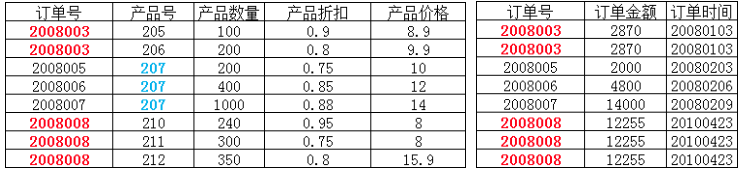 订单号 产品号 产品数量 产品折扣 产品价格 订单号 订单金额 订单时间
2008003 205 100 0.9 8.9 2008003 2870 20080103
2008003 206 200 0.8 9.9 2008003 2870 20080103
2008005 207 200 0.75 10 2008005 2000 20080203
2008006 207 400 0.85 12 2008006 4800 20080206
2008007 207 1000 0.88 14 2008007 14000 20080209
2008008 210 240 0.95 8 2008008 12255 20100423
2008008 211 300 0.75 8 2008008 12255 20100423
2008008 212 350 0.8 15.9 2008008 12255 20100423